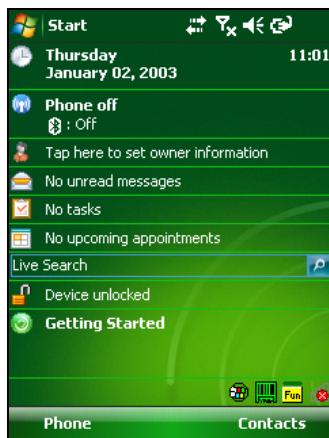 Start
Thursday 11:01
January 02, 2003
Phone off
: Off
Tap here to set owner information
No unread messages
No tasks
No upcoming appointments
Live Search
Device unlocked
Getting Started
Fun
Phone Contacts